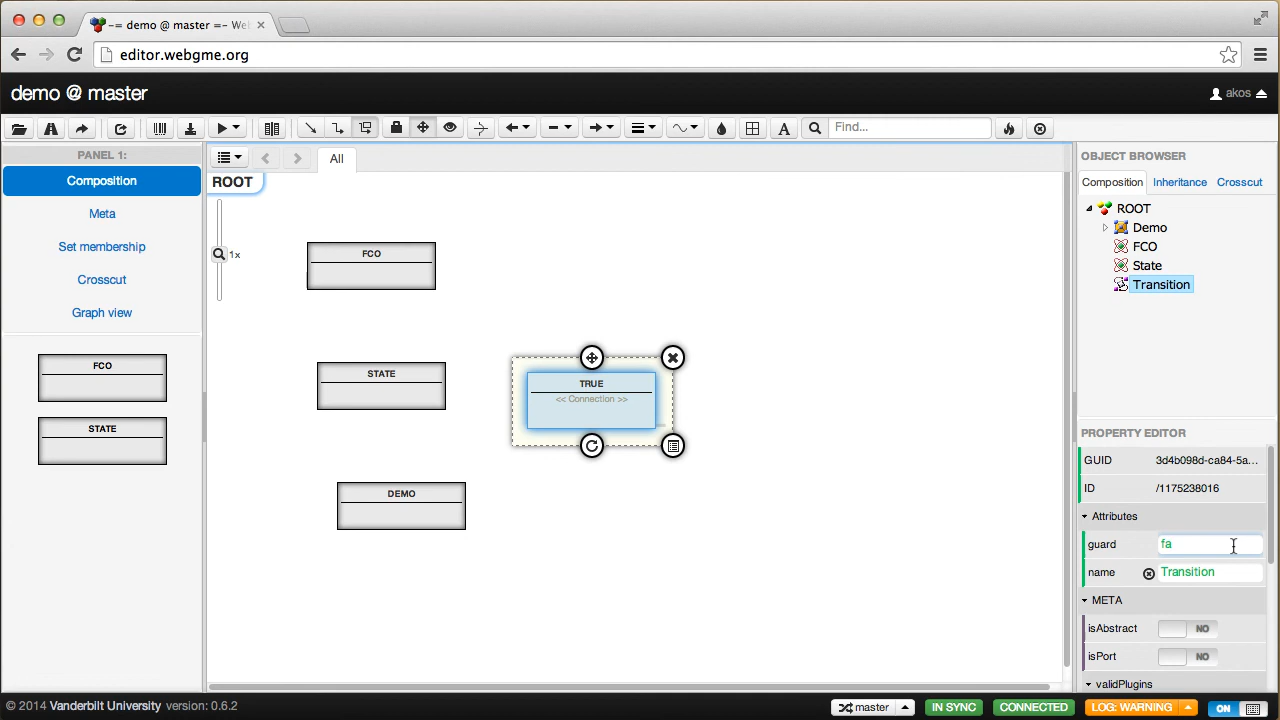 -= demo @ master =- We
editor.webgme.org
demo @ master
akos
Find...
PANEL 1:
Composition
Meta
Set membership
Crosscut
Graph view
FCO
STATE
All
ROOT
1x
FCO
STATE
TRUE
<< Connection >>
DEMO
OBJECT BROWSER
Composition Inheritance Crosscut
ROOT
Demo
FCO
State
Transition
PROPERTY EDITOR
GUID 3d4b098d-ca84-5a...
ID /1175238016
Attributes
guard fa
name Transition
META
isAbstract NO
isPort NO
validPlugins
© 2014 Vanderbilt University version: 0.6.2
master IN SYNC CONNECTED LOG: WARNING ON